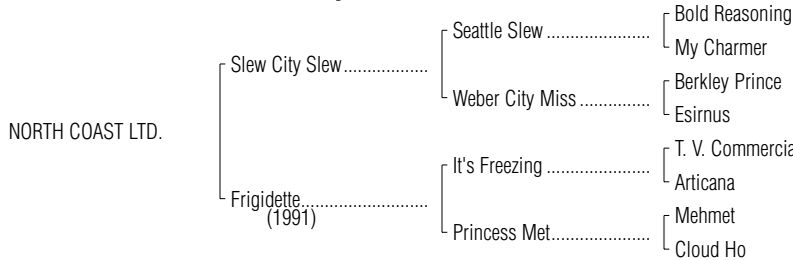 Bold Reasoning
Seattle Slew ......................
My Charmer
Slew City Slew...................
Berkley Prince
Weber City Miss ...............
Esirnus
NORTH COAST LTD.
T. V. Commercia
It's Freezing ......................
Articana
Frigidette............................
(1991)
Mehmet
Princess Met.....................
Cloud Ho